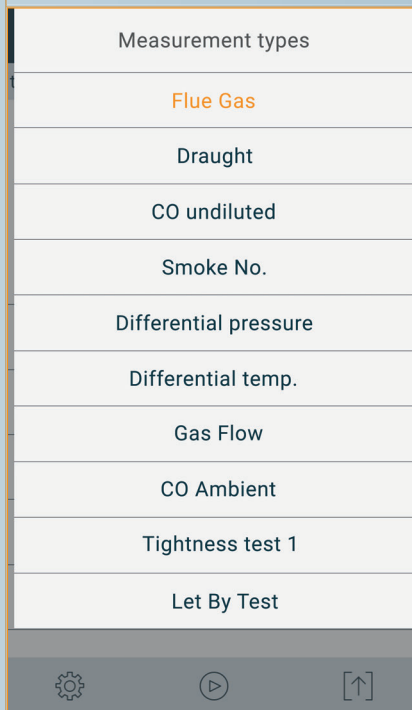 Measurement types
t
Flue Gas
Draught
CO undiluted
Smoke No.
Differential pressure
Differential temp.
Gas Flow
CO Ambient
Tightness test 1
Let By Test